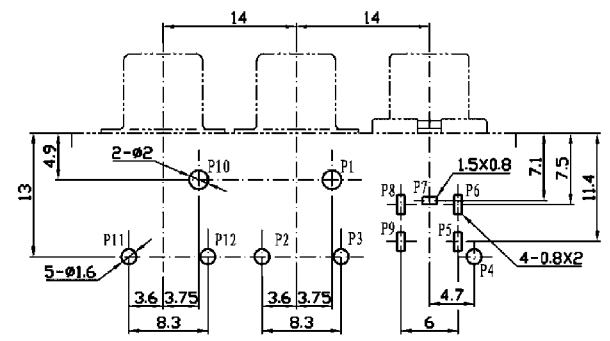 14 14
4.9
13
2-ø2
P10
P1
1.5X0.8
7.1
7.5
11.4
P8
P7
P6
P9
P5
P11
P12
P2
P3
P4
4-0.8X2
5-ø1.6
3.6 3.75
3.6 3.75
4.7
8.3
8.3
6